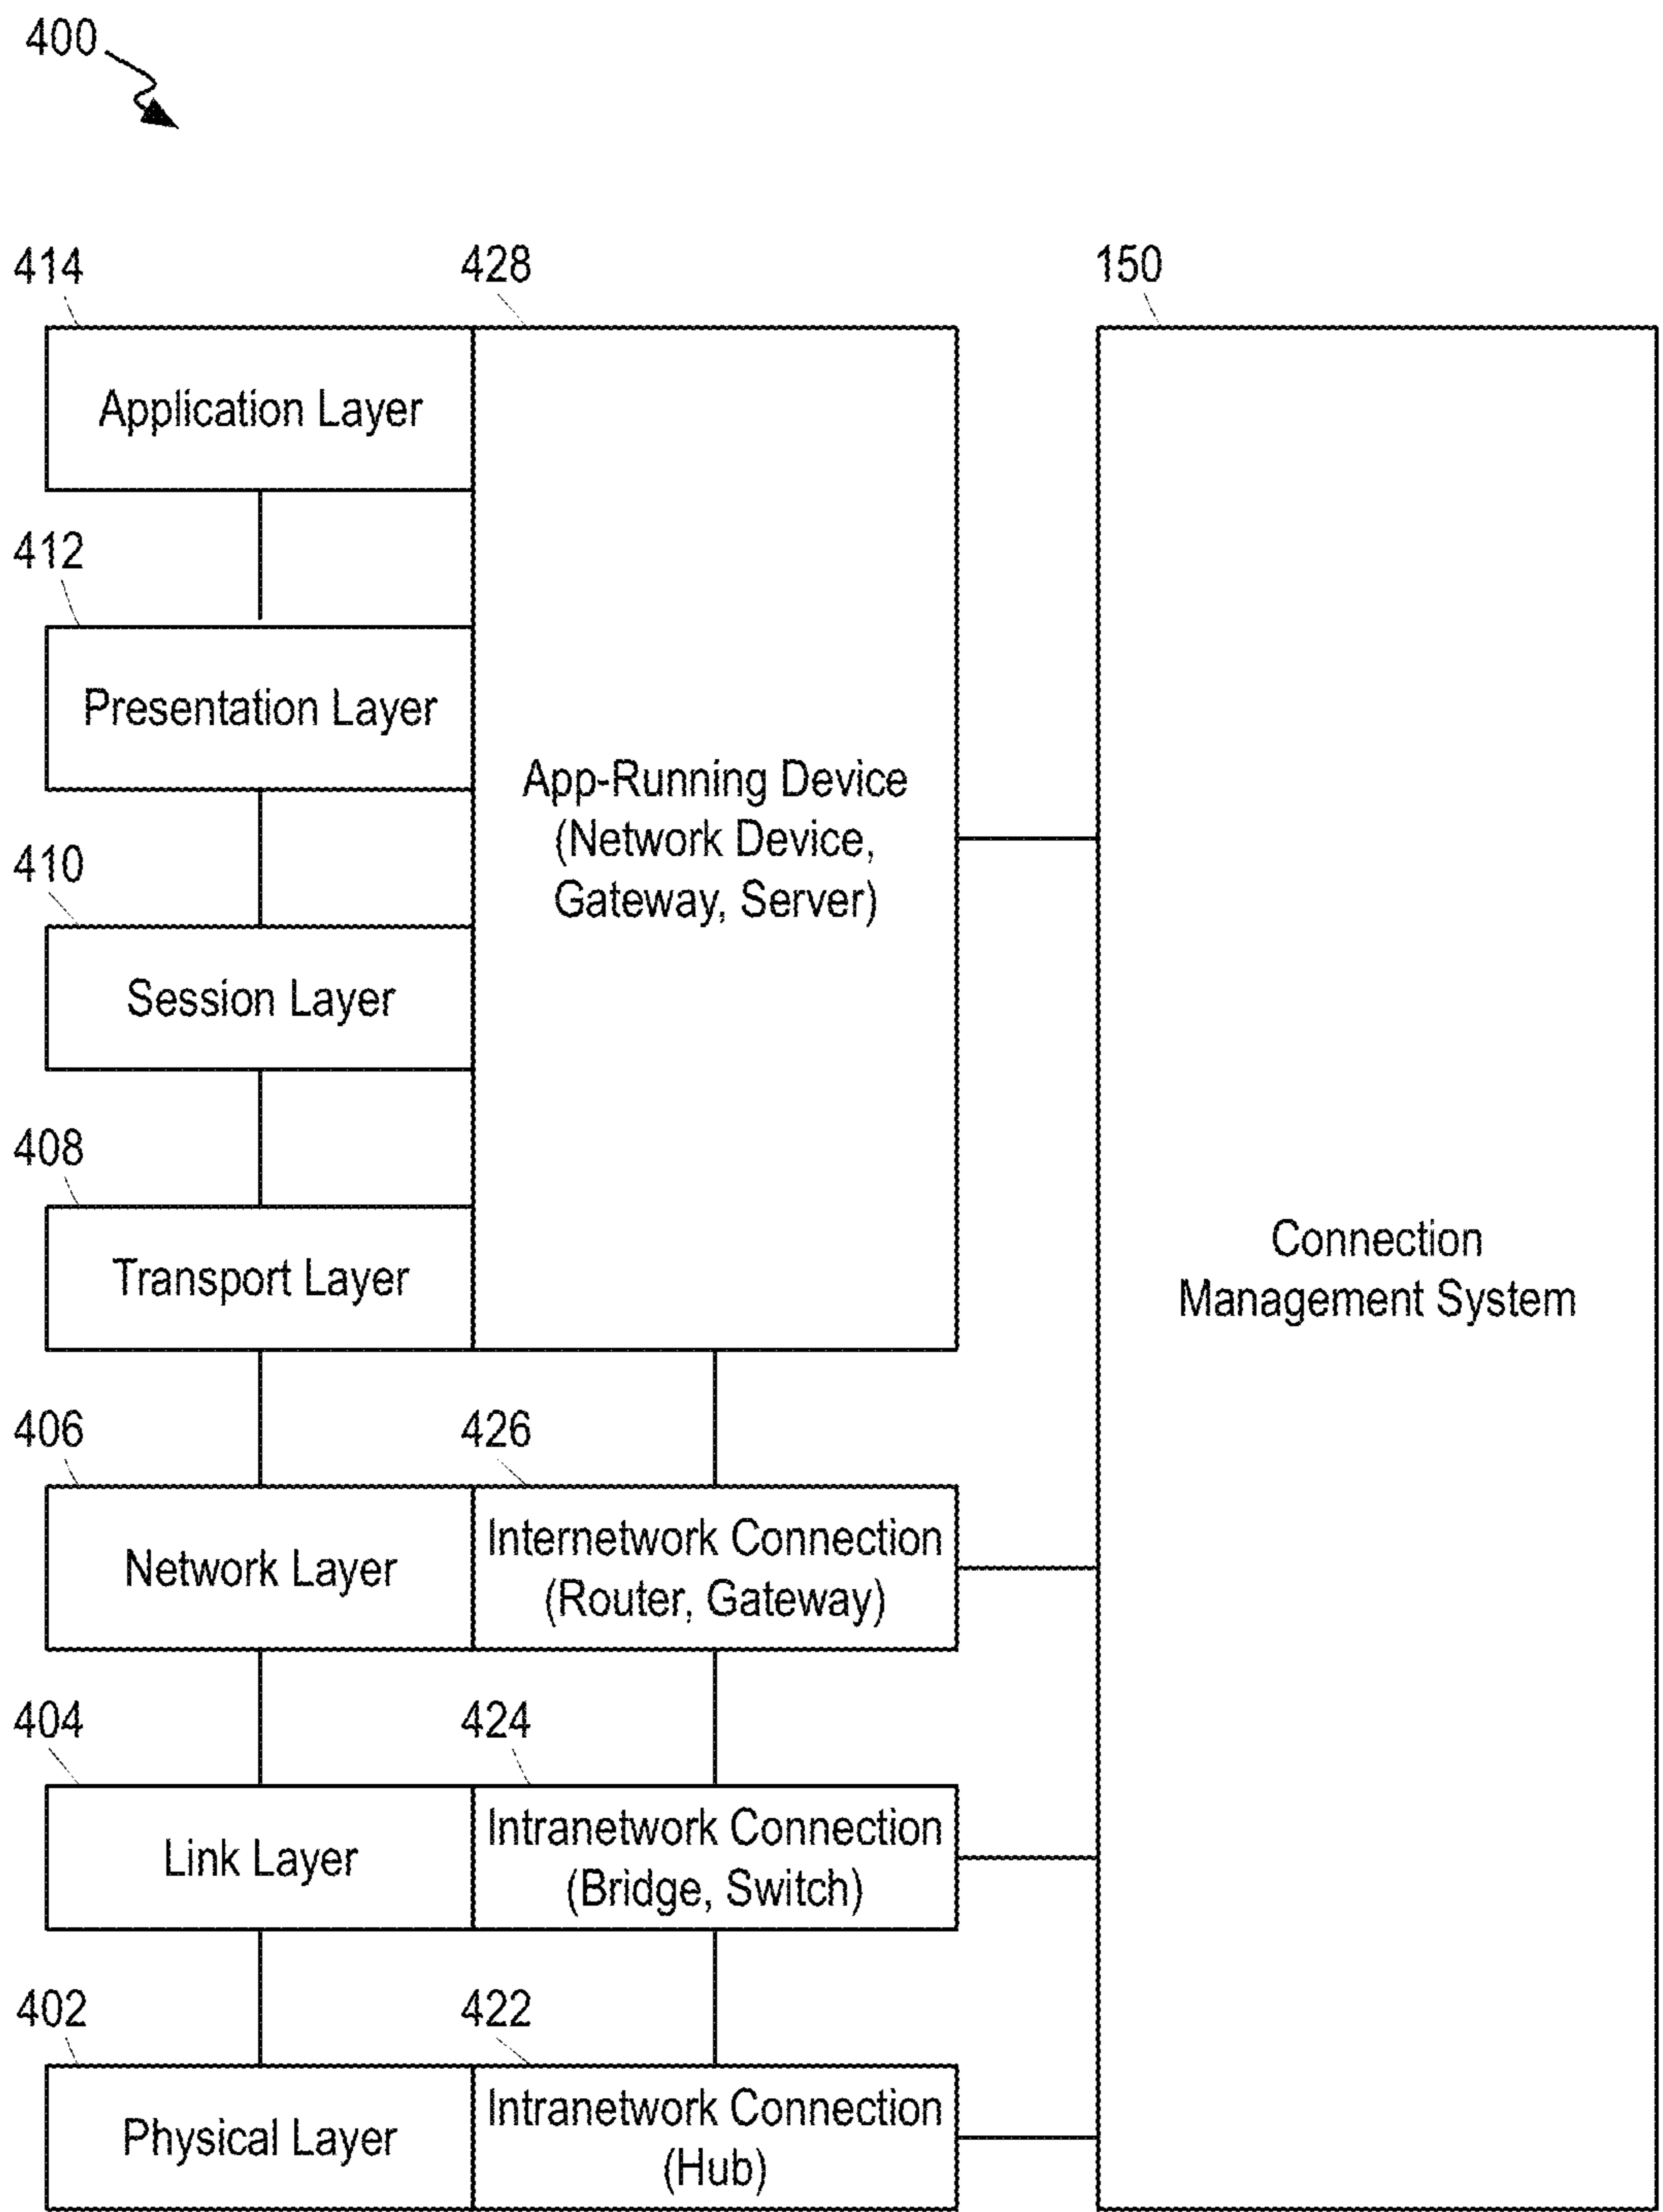 400
414
428
150
Application Layer
412
Presentation Layer
App-Running Device
(Network Device,
Gateway, Server)
410
Session Layer
408
Transport Layer
Connection
Management System
406
426
Network Layer
Internetwork Connection
(Router, Gateway)
404
424
Link Layer
Intranetwork Connection
(Bridge, Switch)
402
422
Physical Layer
Intranetwork Connection
(Hub)